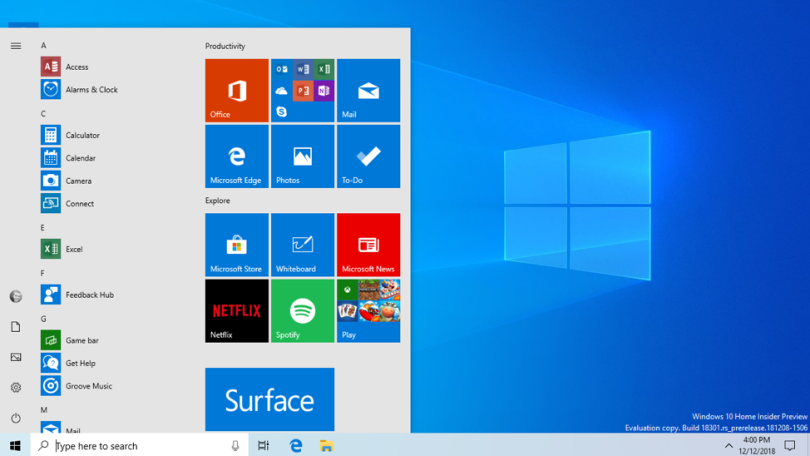 A
Access
Alarms & Clock
C
Calculator
Calendar
Camera
Connect
E
Excel
F
Feedback Hub
G
Game bar
Get Help
Groove Music
M
Mail
Productivity
Office
Mail
Microsoft Edge
Photos
To-Do
Explore
Microsoft Store
Whiteboard
Microsoft News
NETFLIX
Netflix
Spotify
Play
Surface
Windows 10 Home Insider Preview
Evaluation copy. Build 18301.rs_prerelease.181208-1506
Type here to search
4:00 PM
12/12/2018